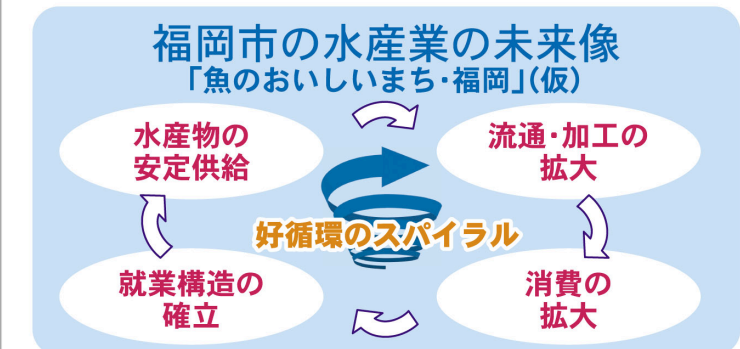 福岡市の水産業の未来像
「魚のおいしいまち・福岡」(仮)
水産物の
安定供給
流通・加工の
拡大
好循環のスパイラル
就業構造の
確立
消費の
拡大